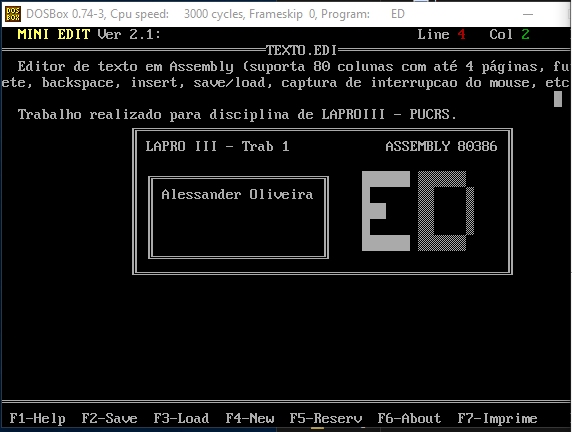 DOSBox 0.74-3, Cpu speed: 3000 cycles, Frameskip 0, Program: ED
MINI EDIT Ver 2.1: Line 4 Col 2
TEXTO.EDI
Editor de texto em Assembly (suporta 80 colunas com até 4 páginas, fu
ete, backspace, insert, save/load, captura de interrupcao do mouse, etc
Trabalho realizado para disciplina de LAPROIII - PUCRS.
LAPRO III - Trab 1 ASSEMBLY 80386
Alessander Oliveira
ED
F1-Help F2-Save F3-Load F4-New F5-Reserv F6-About F7-Imprime